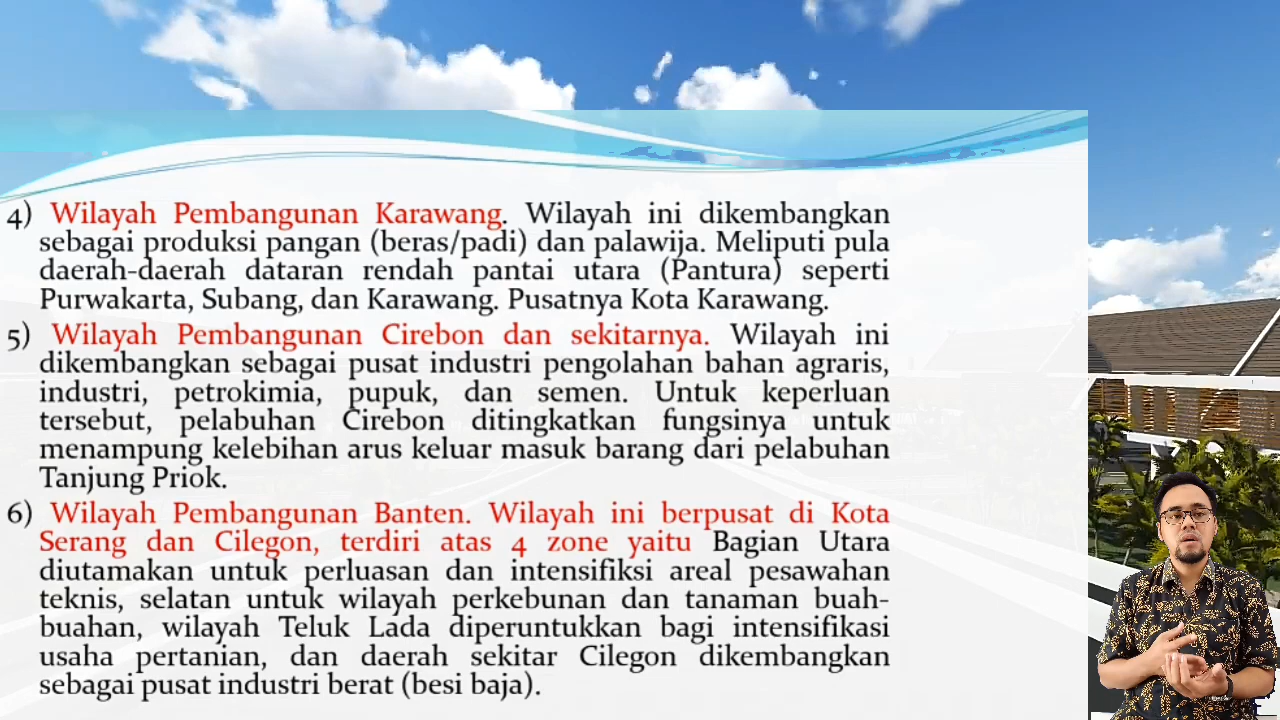 4) Wilayah Pembangunan Karawang. Wilayah ini dikembangkan
sebagai produksi pangan (beras/padi) dan palawija. Meliputi pula
daerah-daerah dataran rendah pantai utara (Pantura) seperti
Purwakarta, Subang, dan Karawang. Pusatnya Kota Karawang.
5) Wilayah Pembangunan Cirebon dan sekitarnya. Wilayah ini
dikembangkan sebagai pusat industri pengolahan bahan agraris,
industri, petrokimia, pupuk, dan semen. Untuk keperluan
tersebut, pelabuhan Cirebon ditingkatkan fungsinya untuk
menampung kelebihan arus keluar masuk barang dari pelabuhan
Tanjung Priok.
6) Wilayah Pembangunan Banten. Wilayah ini berpusat di Kota
Serang dan Cilegon, terdiri atas 4 zone yaitu Bagian Utara
diutamakan untuk perluasan dan intensifiksi areal pesawahan
teknis, selatan untuk wilayah perkebunan dan tanaman buah-
buahan, wilayah Teluk Lada diperuntukkan bagi intensifikasi
usaha pertanian, dan daerah sekitar Cilegon dikembangkan
sebagai pusat industri berat (besi baja).